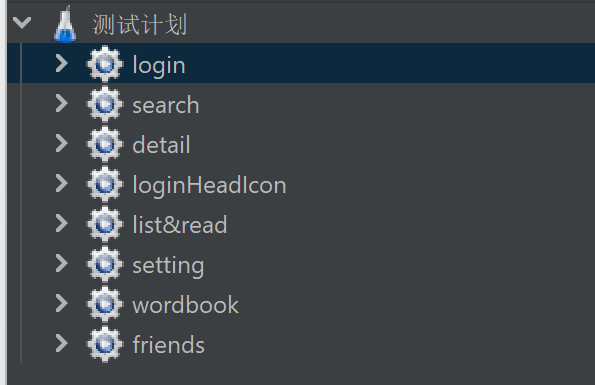 测试计划
login
search
detail
loginHeadIcon
list&read
setting
wordbook
friends